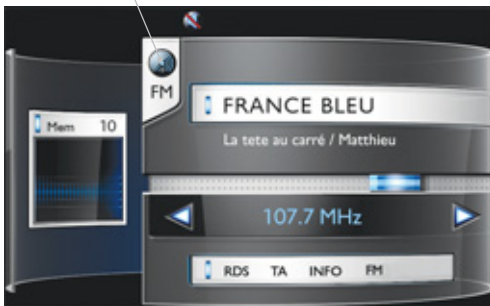 FM
FRANCE BLEU
Mem 10
La tete au carré / Matthieu
107.7 MHz
RDS TA INFO FM